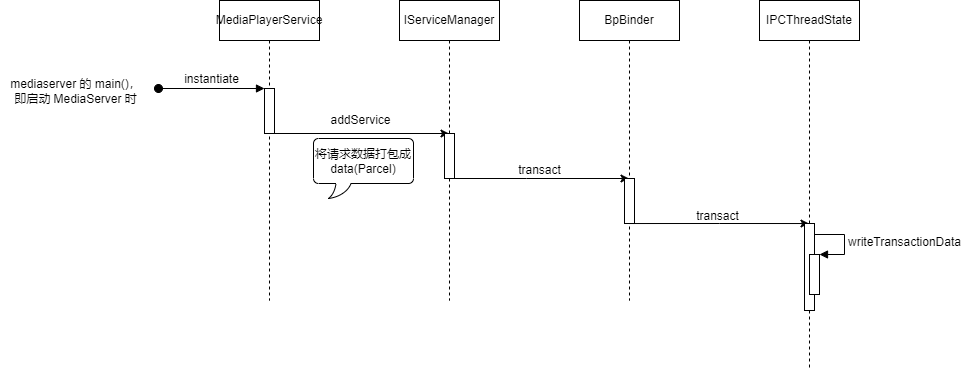 MediaPlayerService
IServiceManager
BpBinder
IPCThreadState
mediaserver 的 main(),
即启动 MediaServer 时
instantiate
addService
将请求数据打包成
data(Parcel)
transact
transact
writeTransactionData